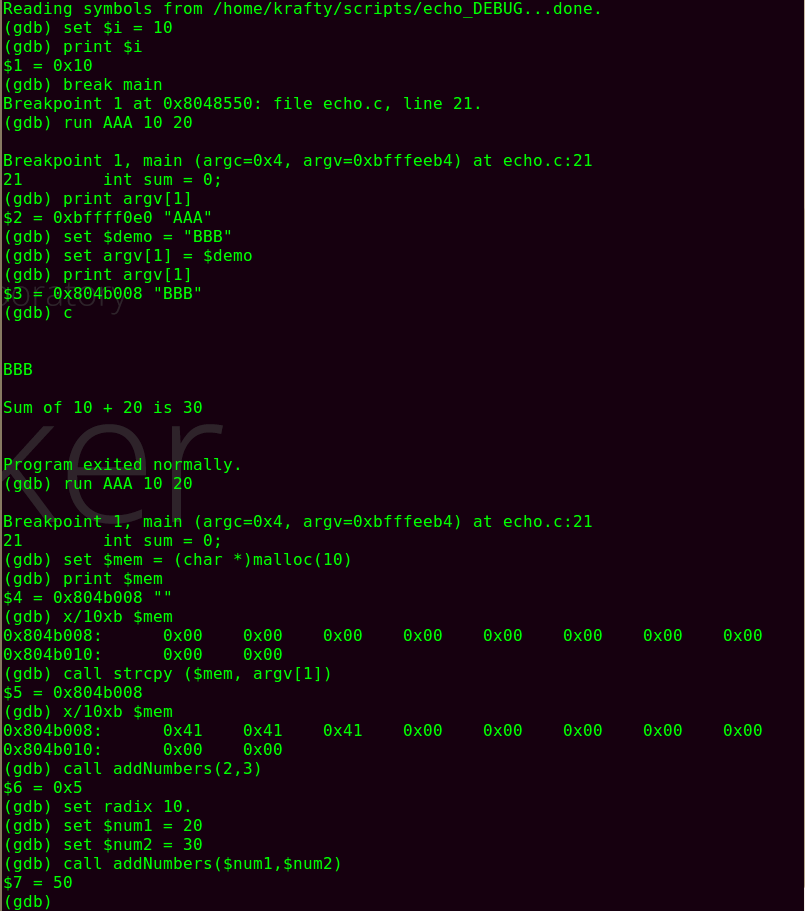 Reading symbols from /home/krafty/scripts/echo_DEBUG...done.
(gdb) set $i = 10
(gdb) print $i
$1 = 0x10
(gdb) break main
Breakpoint 1 at 0x8048550: file echo.c, line 21.
(gdb) run AAA 10 20
Breakpoint 1, main (argc=0x4, argv=0xbfffeeb4) at echo.c:21
21        int sum = 0;
(gdb) print argv[1]
$2 = 0xbffff0e0 "AAA"
(gdb) set $demo = "BBB"
(gdb) set argv[1] = $demo
(gdb) print argv[1]
$3 = 0x804b008 "BBB"
(gdb) c
BBB
Sum of 10 + 20 is 30
ker
Program exited normally.
(gdb) run AAA 10 20
Breakpoint 1, main (argc=0x4, argv=0xbfffeeb4) at echo.c:21
21        int sum = 0;
(gdb) set $mem = (char *)malloc(10)
(gdb) print $mem
$4 = 0x804b008 ""
(gdb) x/10xb $mem
0x804b008:      0x00    0x00    0x00    0x00    0x00    0x00    0x00    0x00
0x804b010:      0x00    0x00
(gdb) call strcpy ($mem, argv[1])
$5 = 0x804b008
(gdb) x/10xb $mem
0x804b008:      0x41    0x41    0x41    0x00    0x00    0x00    0x00    0x00
0x804b010:      0x00    0x00
(gdb) call addNumbers(2,3)
$6 = 0x5
(gdb) set radix 10.
(gdb) set $num1 = 20
(gdb) set $num2 = 30
(gdb) call addNumbers($num1,$num2)
$7 = 50
(gdb)